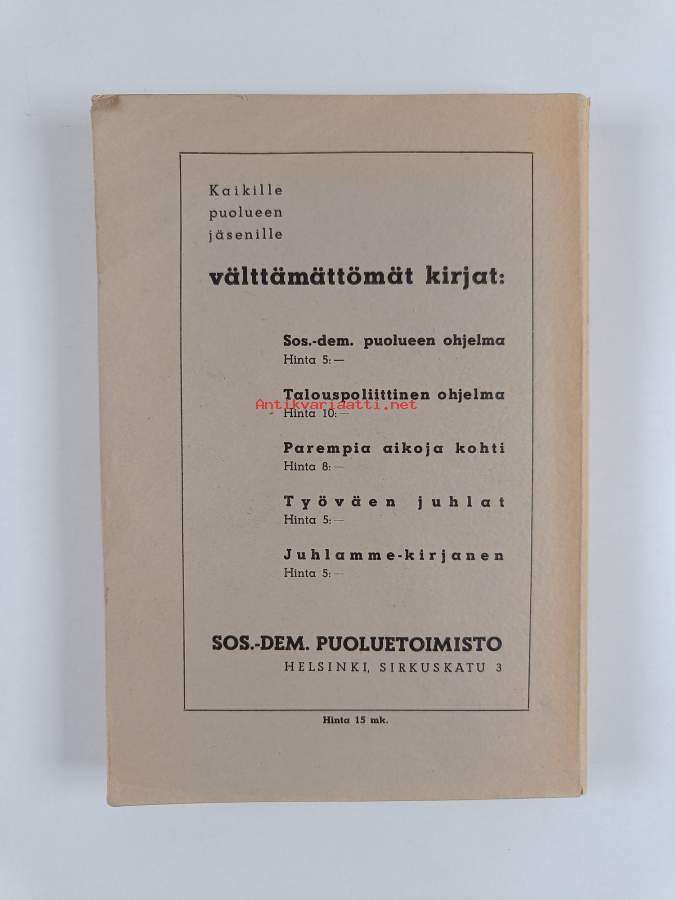 Kaikille
puolueen
jäsenille
välttämättömät kirjat:
Sos.-dem. puolueen ohjelma
Hinta 5:—
Talouspoliittinen ohjelma
Antikvariaatti.net
Hinta 10:—
Parempia aikoja kohti
Hinta 8:—
Työväen juhlat
Hinta 5:—
Juhlamme-kirjanen
Hinta 5:—
SOS.-DEM. PUOLUETOIMISTO
HELSINKI, SIRKUSKATU 3
Hinta 15 mk.